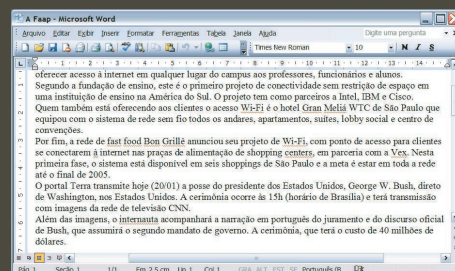 A Faap - Microsoft Word
Arquivo Editar Exibir Inserir Formatar Ferramentas Tabela Janela Ajuda Digite uma pergunta
Times New Roman 10 N I S
oferecer acesso à internet em qualquer lugar do campus aos professores, funcionários e alunos.
Segundo a fundação de ensino, este é o primeiro projeto de conectividade sem restrição de espaço em
uma instituição de ensino na América do Sul. O projeto tem como parceiros a Intel, IBM e Cisco.
Quem também está oferecendo aos clientes o acesso Wi-Fi é o hotel Gran Meliá WTC de São Paulo que
equipou com o sistema de rede sem fio todos os andares, apartamentos, suítes, lobby social e centro de
convenções.
Por fim, a rede de fast food Bon Grillê anunciou seu projeto de Wi-Fi, com ponto de acesso para clientes
se conectarem à internet nas praças de alimentação de shopping centers, em parceria com a Vex. Nesta
primeira fase, o sistema está disponível em seis shoppings de São Paulo e a meta é estar em toda a rede
até o final de 2005.
O portal Terra transmite hoje (20/01) a posse do presidente dos Estados Unidos, George W. Bush, direto
de Washington, nos Estados Unidos. A cerimônia ocorre às 15h (horário de Brasília) e terá transmissão
com imagens da rede de televisão CNN.
Além das imagens, o internauta acompanhará a narração em português do juramento e do discurso oficial
de Bush, que assumirá o segundo mandato de governo. A cerimônia, que terá o custo de 40 milhões de
dólares.
Pág 1 Seção 1 1/1 Em 2,5 cm Lin 1 Col 1 GRA ALT EST SE Português (B